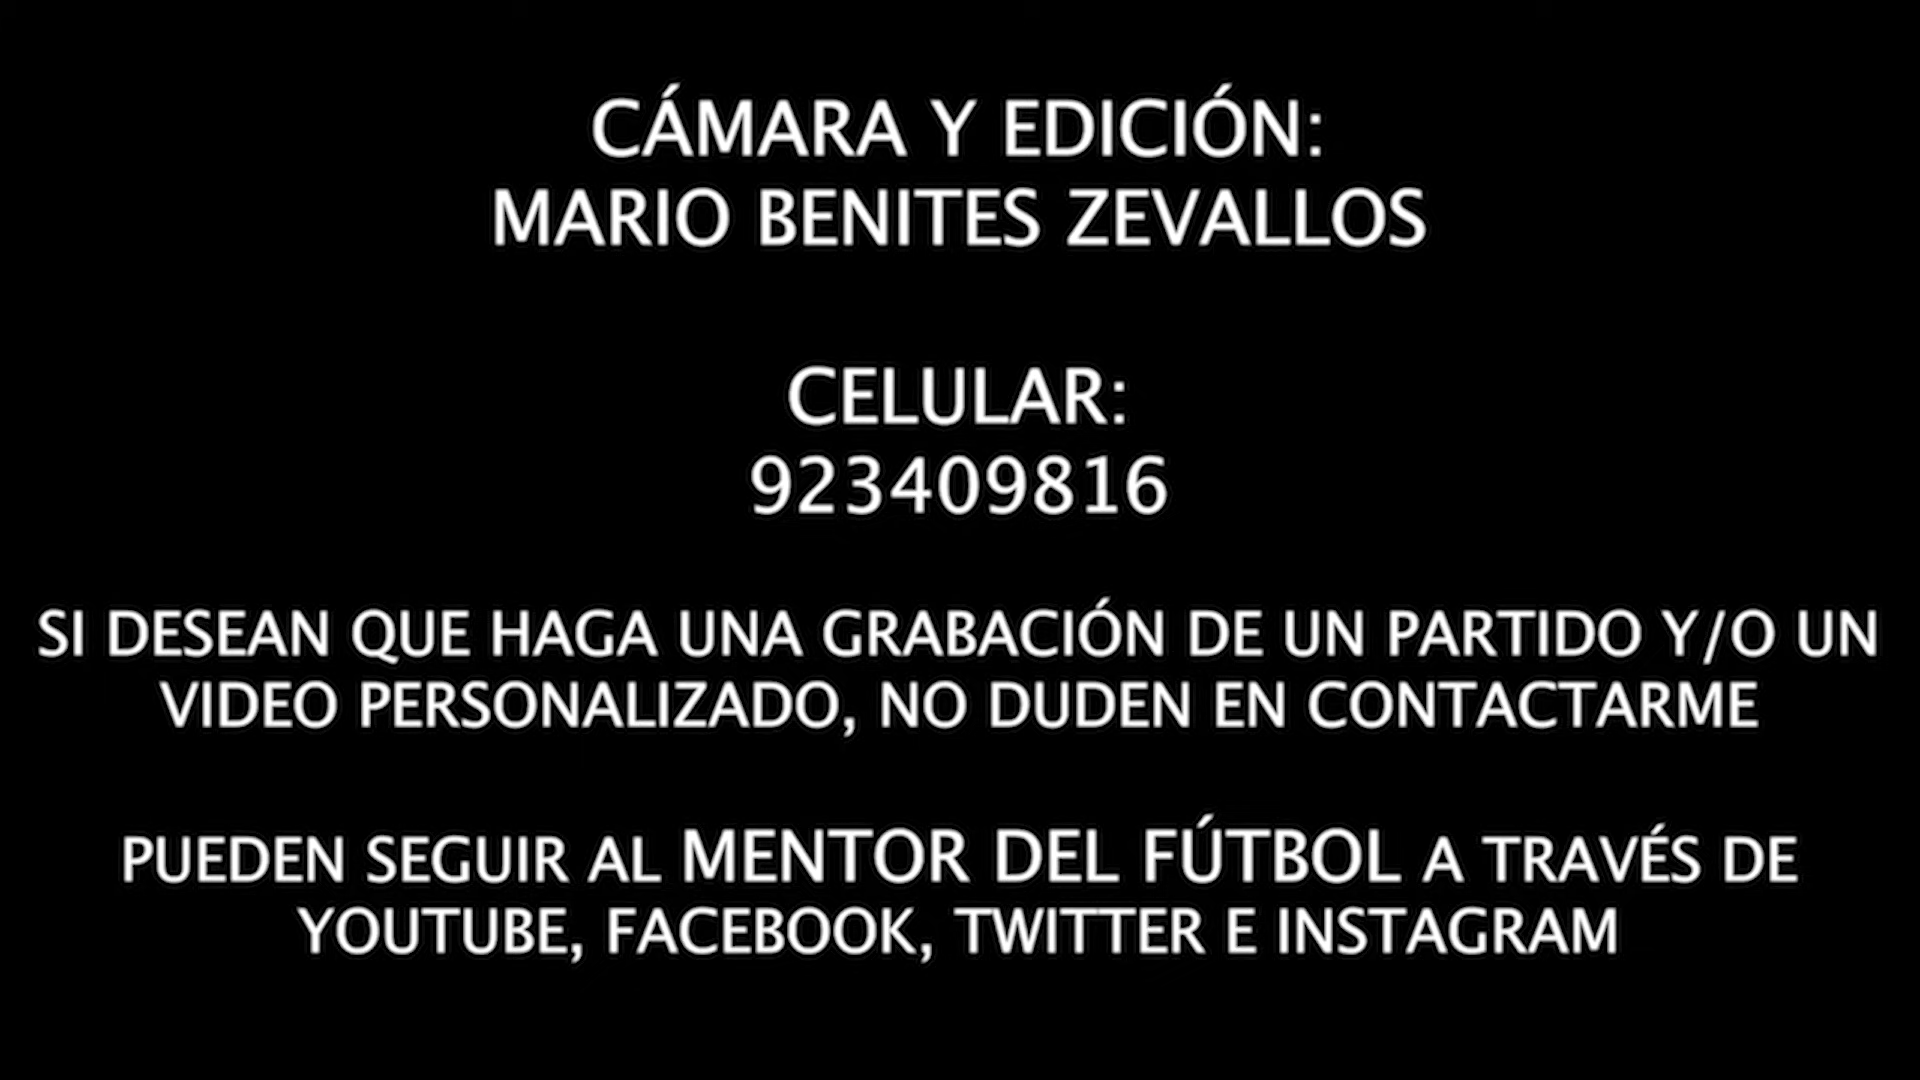 CÁMARA Y EDICIÓN:
MARIO BENITES ZEVALLOS
CELULAR:
923409816
SI DESEAN QUE HAGA UNA GRABACIÓN DE UN PARTIDO Y/O UN
VIDEO PERSONALIZADO, NO DUDEN EN CONTACTARME
PUEDEN SEGUIR AL MENTOR DEL FÚTBOL A TRAVÉS DE
YOUTUBE, FACEBOOK, TWITTER E INSTAGRAM